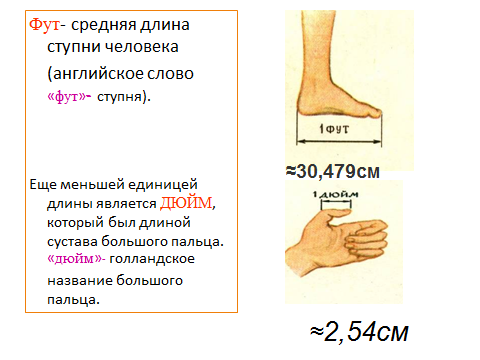 Фут- средняя длина
ступни человека
(английское слово
«фут»- ступня).
1 ФУТ
≈30,479см
Еще меньшей единицей
длины является ДЮЙМ,
который был длиной
сустава большого пальца.
«дюйм»- голландское
название большого
пальца.
1 ДЮЙМ
≈2,54см